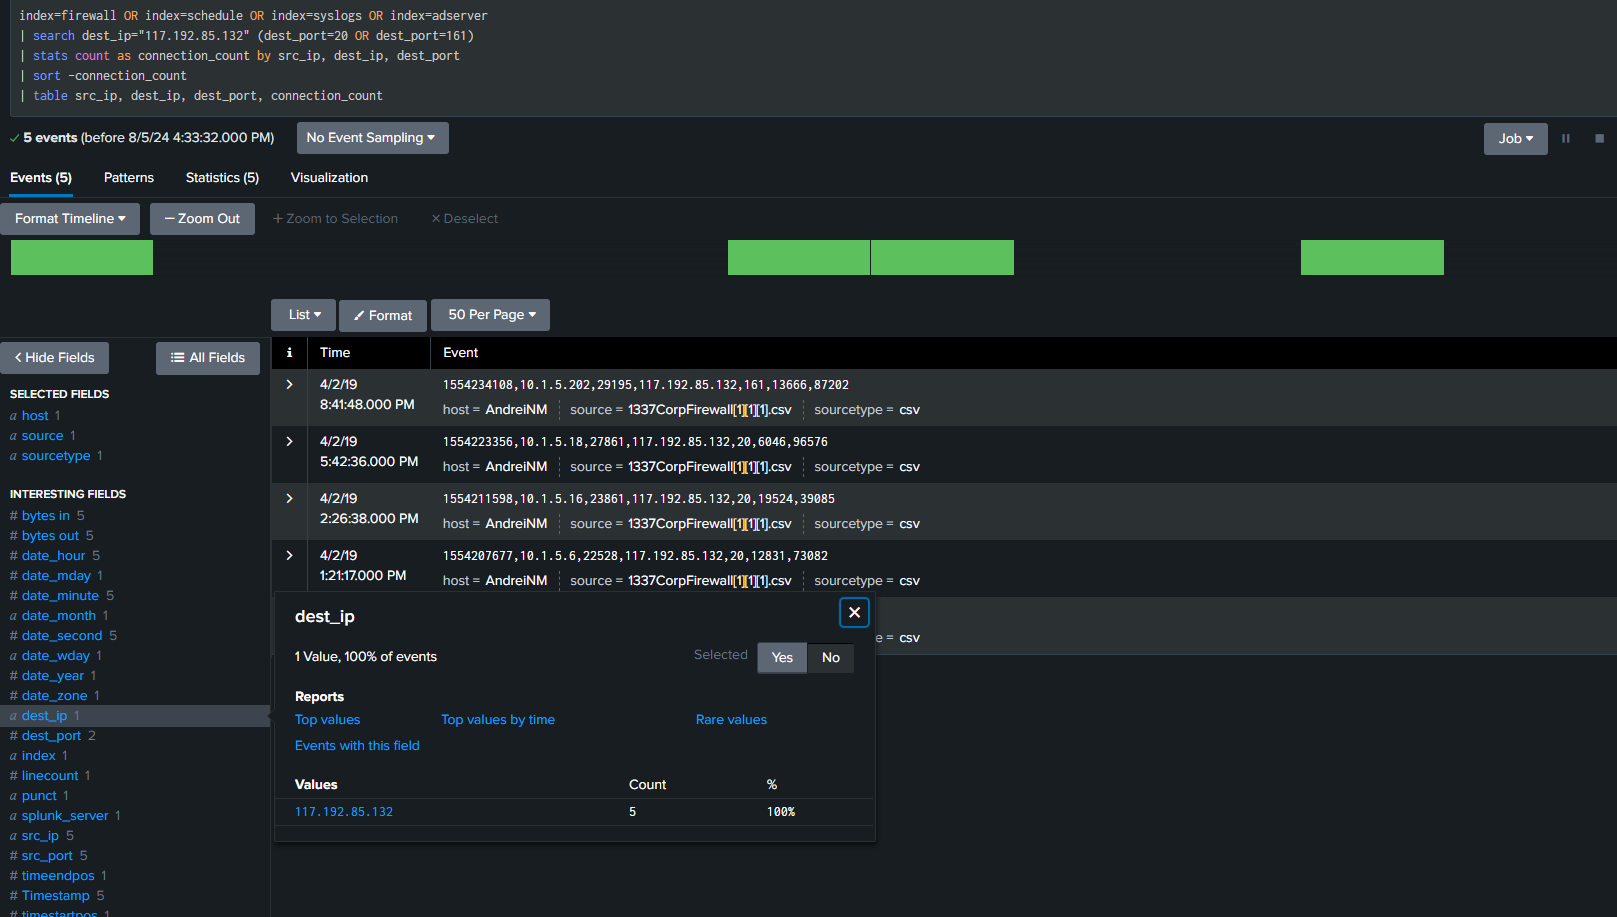 index=firewall OR index=schedule OR index=syslogs OR index=adserver
| search dest_ip="117.192.85.132" (dest_port=20 OR dest_port=161)
| stats count as connection_count by src_ip, dest_ip, dest_port
| sort -connection_count
| table src_ip, dest_ip, dest_port, connection_count
5 events (before 8/5/24 4:33:32.000 PM)
No Event Sampling
Job
Events (5) Patterns Statistics (5) Visualization
Format Timeline — Zoom Out + Zoom to Selection × Deselect
List Format 50 Per Page
Hide Fields All Fields
i Time Event
SELECTED FIELDS
a host 1
a source 1
a sourcetype 1
INTERESTING FIELDS
# bytes in 5
# bytes out 5
# date_hour 5
# date_mday 1
# date_minute 5
a date_month 1
# date_second 5
a date_wday 1
# date_year 1
# date_zone 1
a dest_ip 1
# dest_port 2
a index 1
# linecount 1
a punct 1
a splunk_server 1
a src_ip 5
# src_port 5
# timeendpos 1
# Timestamp 5
# timestartpos 1
4/2/19
8:41:48.000 PM
1554234108,10.1.5.202,29195,117.192.85.132,161,13666,87202
host = AndreiNM source = 1337CorpFirewall[1][1][1].csv sourcetype = csv
4/2/19
5:42:36.000 PM
1554223356,10.1.5.18,27861,117.192.85.132,20,6046,96576
host = AndreiNM source = 1337CorpFirewall[1][1][1].csv sourcetype = csv
4/2/19
2:26:38.000 PM
1554211598,10.1.5.16,23861,117.192.85.132,20,19524,39085
host = AndreiNM source = 1337CorpFirewall[1][1][1].csv sourcetype = csv
4/2/19
1:21:17.000 PM
1554207677,10.1.5.6,22528,117.192.85.132,20,12831,73082
host = AndreiNM source = 1337CorpFirewall[1][1][1].csv sourcetype = csv
e = csv
dest_ip
1 Value, 100% of events
Selected Yes No
Reports
Top values Top values by time Rare values
Events with this field
Values Count %
117.192.85.132 5 100%